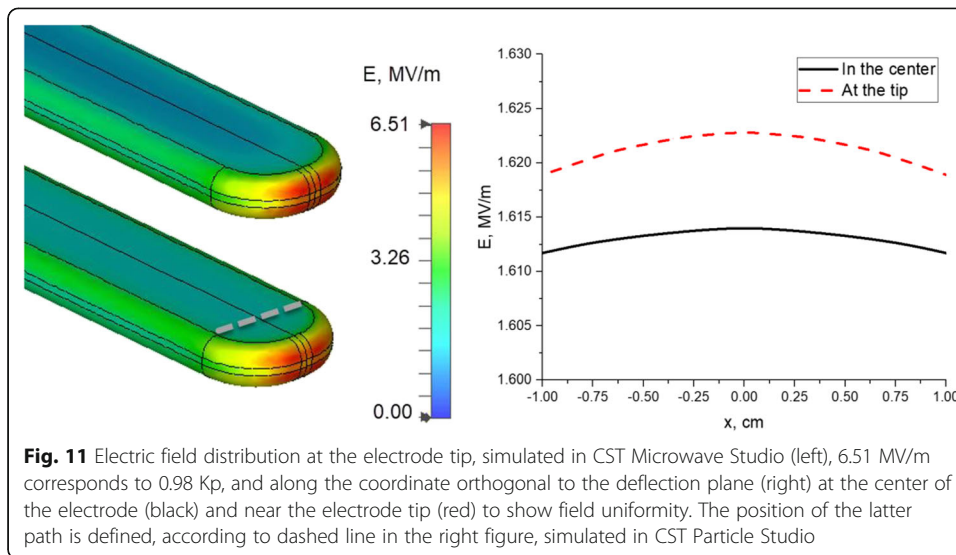 E, MV/m
6.51
3.26
0.00
E, MV/m
1.630
1.625
1.620
1.615
1.610
1.605
1.600
In the center
At the tip
-1.00 -0.75 -0.50 -0.25 0.00 0.25 0.50 0.75 1.00
x, cm
Fig. 11 Electric field distribution at the electrode tip, simulated in CST Microwave Studio (left), 6.51 MV/m
corresponds to 0.98 Kp, and along the coordinate orthogonal to the deflection plane (right) at the center of
the electrode (black) and near the electrode tip (red) to show field uniformity. The position of the latter
path is defined, according to dashed line in the right figure, simulated in CST Particle Studio